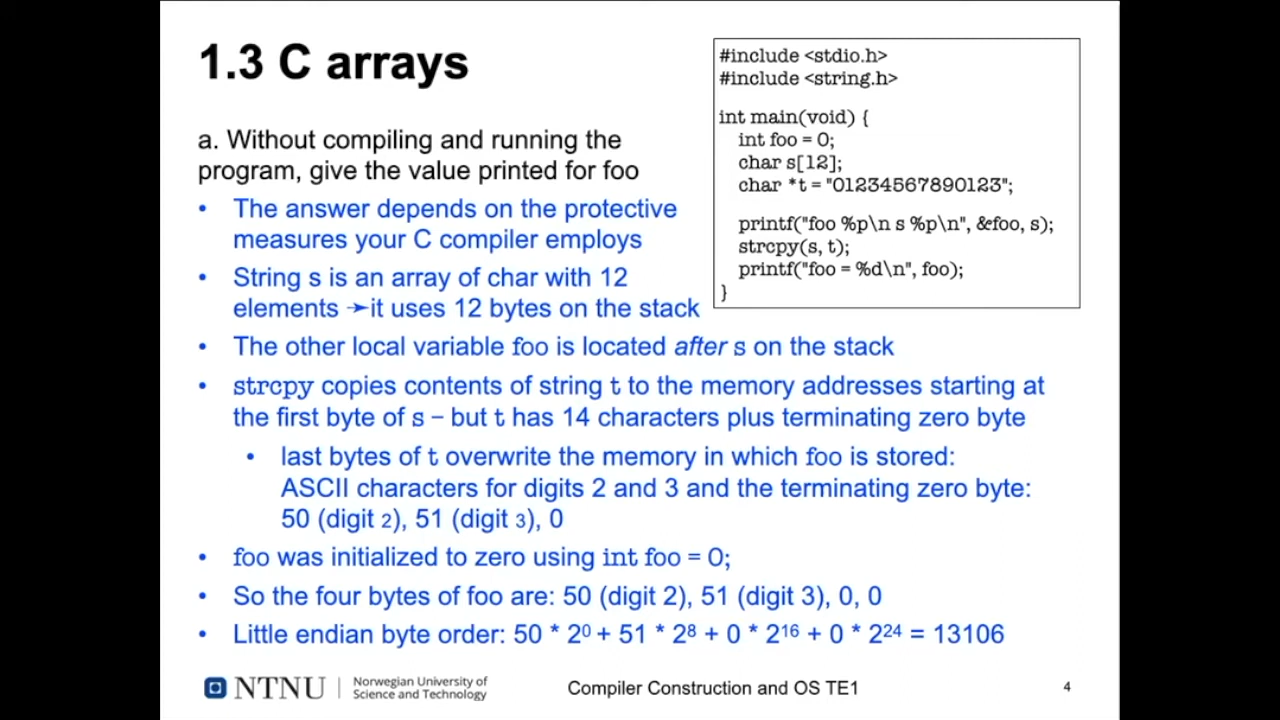 1.3 C arrays
#include <stdio.h>
#include <string.h>
int main(void) {
int foo = 0;
char s[12];
char *t = "01234567890123";
printf("foo %p\n s %p\n", &foo, s);
strcpy(s, t);
printf("foo = %d\n", foo);
}
a. Without compiling and running the
program, give the value printed for foo
• The answer depends on the protective
measures your C compiler employs
• String s is an array of char with 12
elements ➛it uses 12 bytes on the stack
• The other local variable foo is located after s on the stack
• strcpy copies contents of string t to the memory addresses starting at
the first byte of s – but t has 14 characters plus terminating zero byte
• last bytes of t overwrite the memory in which foo is stored:
ASCII characters for digits 2 and 3 and the terminating zero byte:
50 (digit 2), 51 (digit 3), 0
• foo was initialized to zero using int foo = 0;
• So the four bytes of foo are: 50 (digit 2), 51 (digit 3), 0, 0
• Little endian byte order: 50 * 2⁰ + 51 * 2⁸ + 0 * 2¹⁶ + 0 * 2²⁴ = 13106
NTNU
Norwegian University of
Science and Technology
Compiler Construction and OS TE1
4